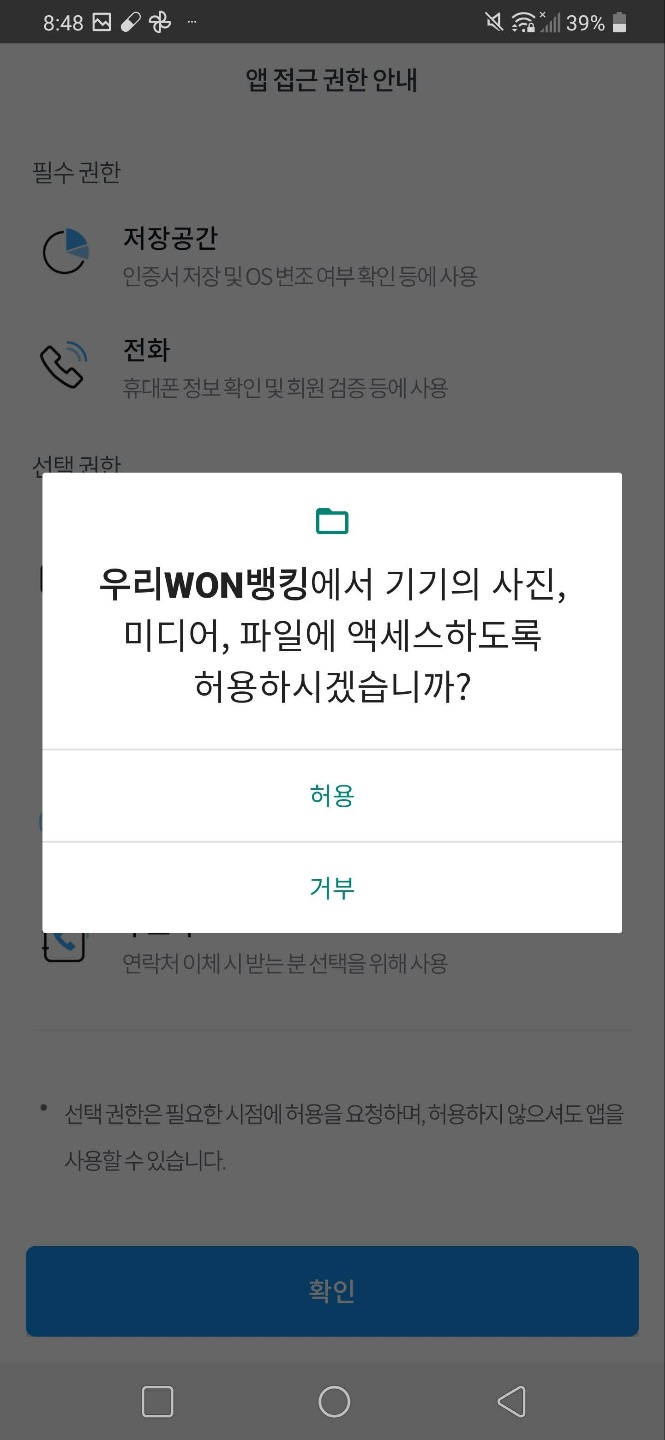 8:48
39%
앱 접근 권한 안내
필수 권한
저장공간
인증서 저장 및 OS 변조 여부 확인 등에 사용
전화
휴대폰 정보 확인 및 회원 검증 등에 사용
선택 권한
우리WON뱅킹에서 기기의 사진,
미디어, 파일에 액세스하도록
허용하시겠습니까?
허용
거부
연락처 이체 시 받는 분 선택을 위해 사용
• 선택 권한은 필요한 시점에 허용을 요청하며, 허용하지 않으셔도 앱을
사용할 수 있습니다.
확인